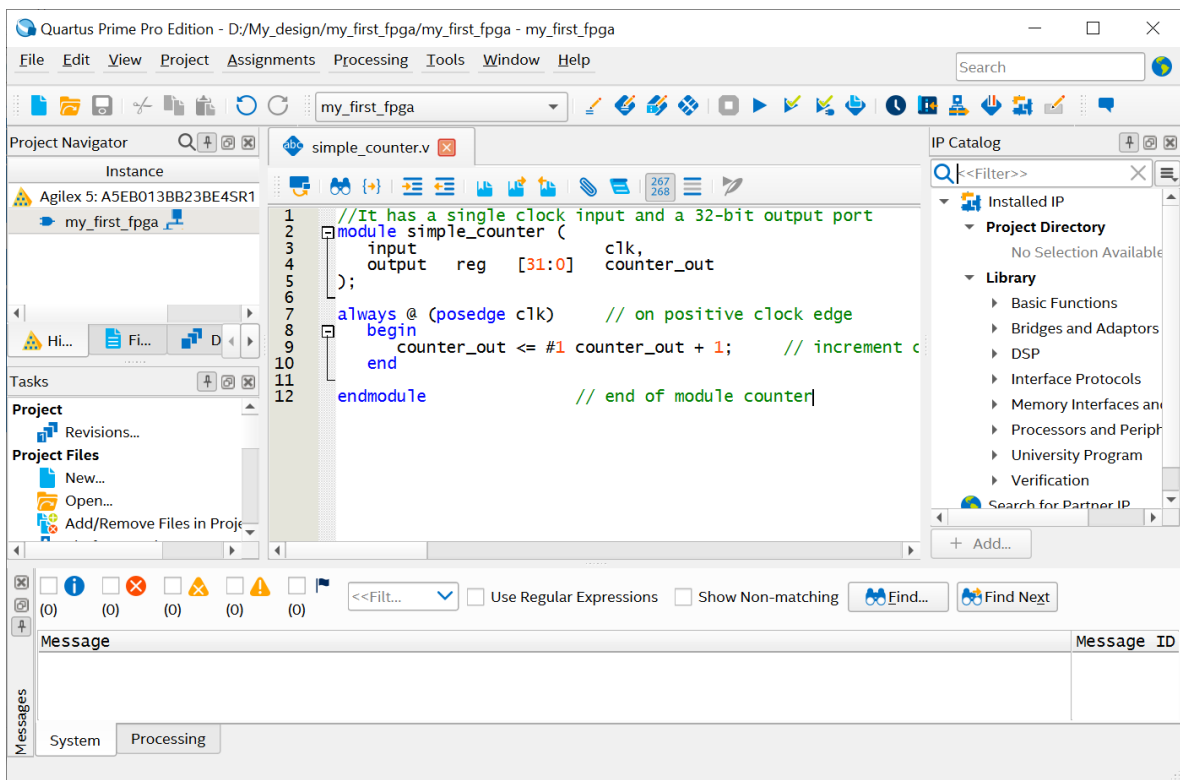 Quartus Prime Pro Edition - D:/My_design/my_first_fpga/my_first_fpga - my_first_fpga
File Edit View Project Assignments Processing Tools Window Help
Search
my_first_fpga
Project Navigator
Instance
Agilex 5: A5EB013BB23BE4SR1
my_first_fpga
Hi... Fi... D
Tasks
Project
Revisions...
Project Files
New...
Open...
Add/Remove Files in Proje
abc simple_counter.v
267
268
1 //It has a single clock input and a 32-bit output port
2 module simple_counter (
3 input clk,
4 output reg [31:0] counter_out
5 );
6
7 always @ (posedge clk) // on positive clock edge
8 begin
9 counter_out <= #1 counter_out + 1; // increment c
10 end
11
12 endmodule // end of module counter
IP Catalog
<<Filter>>
Installed IP
Project Directory
No Selection Available
Library
Basic Functions
Bridges and Adaptors
DSP
Interface Protocols
Memory Interfaces an
Processors and Periph
University Program
Verification
Search for Partner IP
+ Add...
(0) (0) (0) (0) (0)
<<Filt... Use Regular Expressions Show Non-matching Find... Find Next
Message Message ID
Messages
System Processing